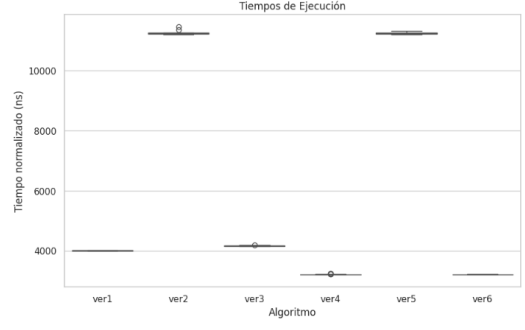 Tiempos de Ejecución
Tiempo normalizado (ns)
10000
8000
6000
4000
ver1 ver2 ver3 ver4 ver5 ver6
Algoritmo